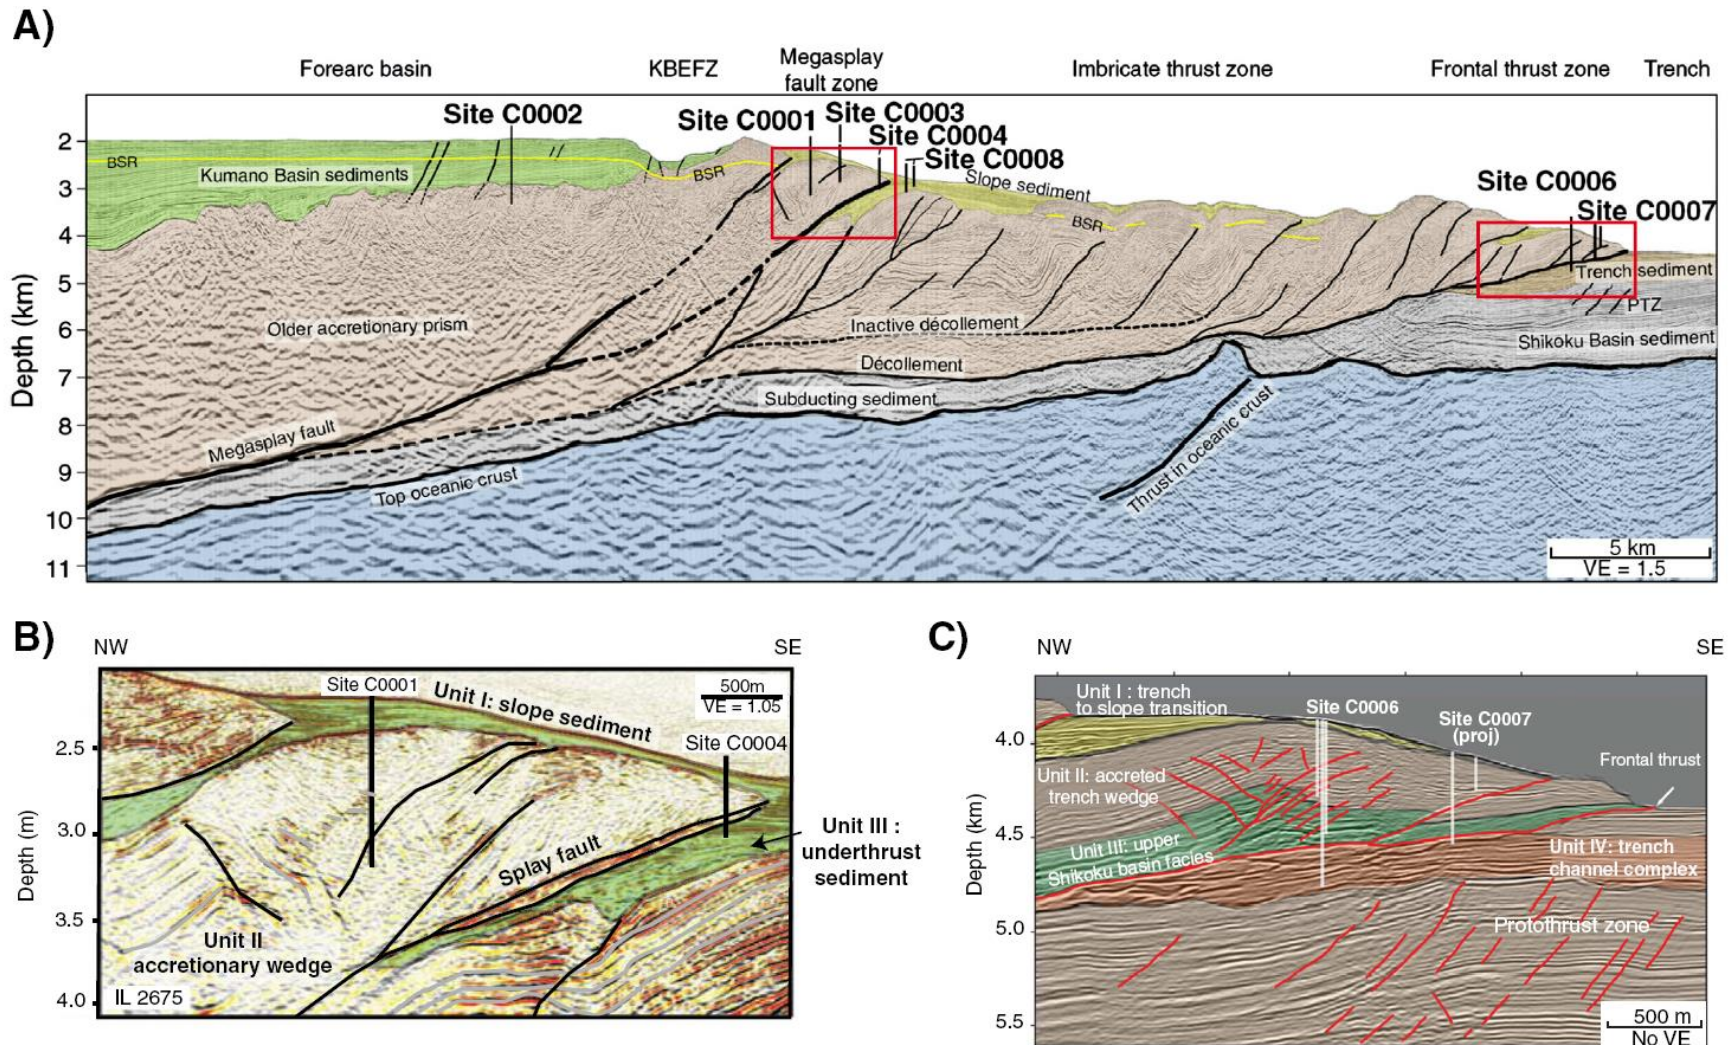 A)
Megasplay
fault zone
Forearc basin
KBEFZ
Imbricate thrust zone
Frontal thrust zone
Trench
Site C0002
Site C0001
Site C0003
Site C0004
Site C0008
Site C0006
Site C0007
BSR
Kumano Basin sediments
BSR
Slope sediment
BSR
Trench sediment
PTZ
Older accretionary prism
Inactive décollement
Shikoku Basin sediment
Décollement
Subducting sediment
Megasplay fault
Top oceanic crust
Thrust in oceanic crust
Depth (km)
2
3
4
5
6
7
8
9
10
11
5 km
VE = 1.5
B)
NW
SE
Site C0001
Unit I: slope sediment
500m
VE = 1.05
Site C0004
Depth (m)
2.5
3.0
3.5
4.0
Splay fault
Unit III :
underthrust
sediment
Unit II
accretionary wedge
IL 2675
C)
NW
SE
Unit I : trench
to slope transition
Site C0006
Site C0007
(proj)
Frontal thrust
Unit II: accreted
trench wedge
Unit III: upper
Shikoku basin facies
Unit IV: trench
channel complex
Protothrust zone
Depth (km)
4.0
4.5
5.0
5.5
500 m
No VE